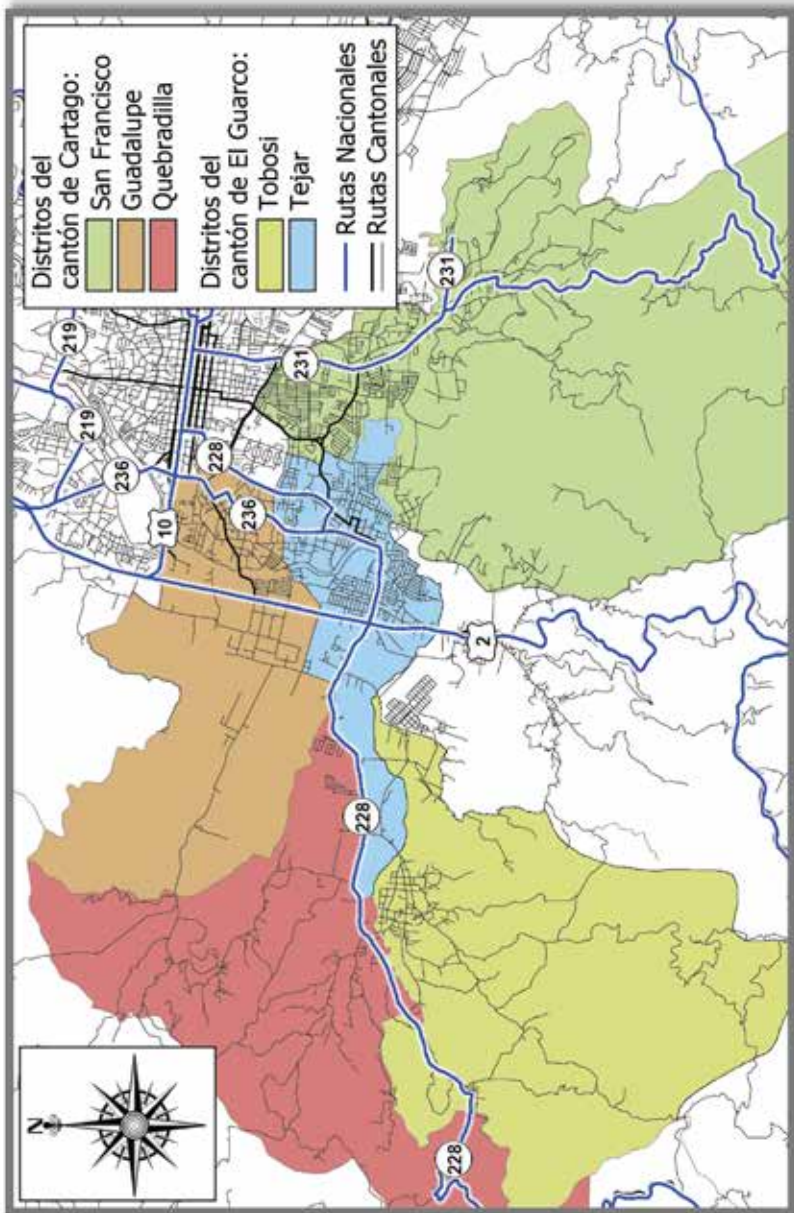 Distritos del
cantón de Cartago:
San Francisco
Guadalupe
Quebradilla
Distritos del
cantón de El Guarco:
Tobosi
Tejar
Rutas Nacionales
Rutas Cantonales
N
219
219
236
10
228
236
231
231
2
228
228